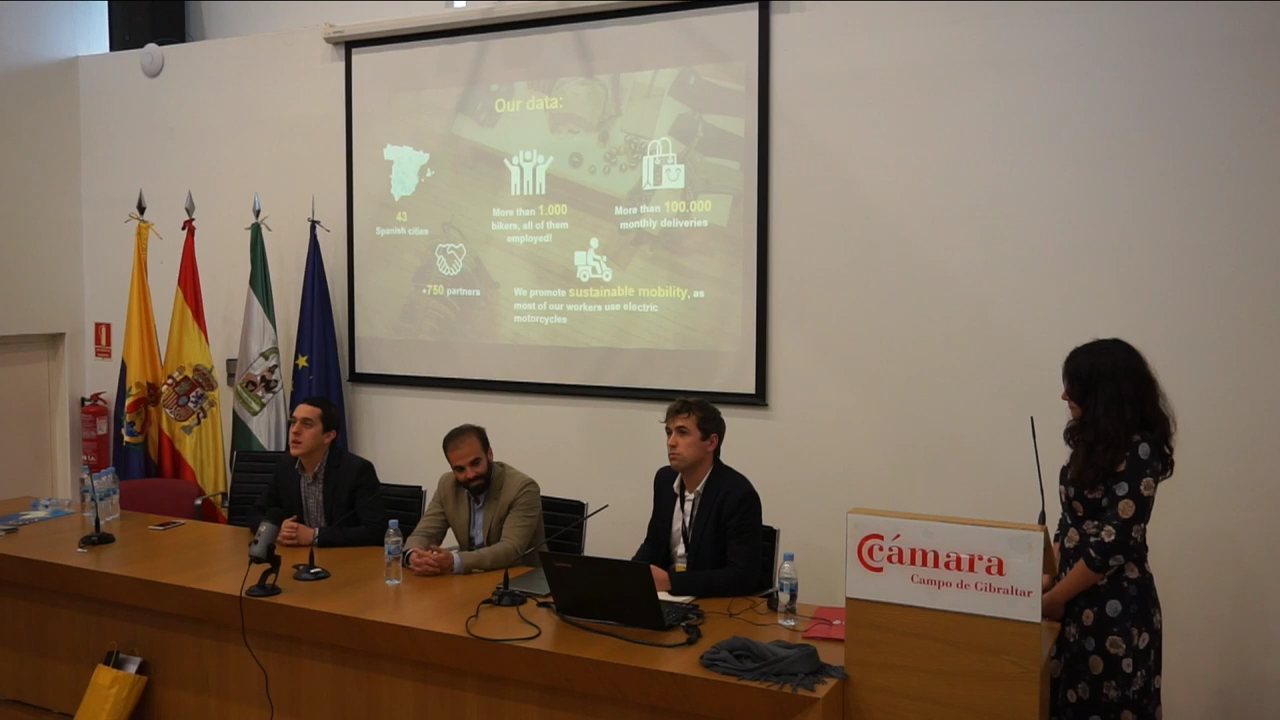 Our data:
43
Spanish cities
More than 1.000
bikers, all of them
employed!
More than 100.000
monthly deliveries
+750 partners
We promote sustainable mobility, as
most of our workers use electric
motorcycles
cámara
Campo de Gibraltar